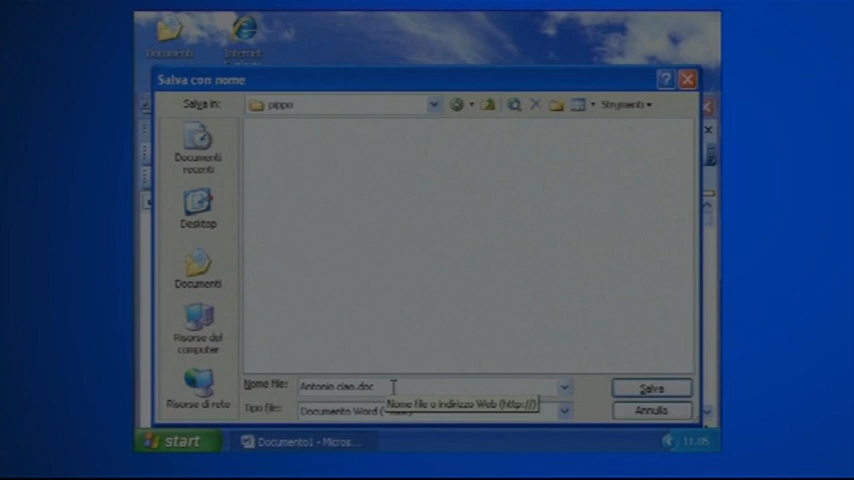 Documenti
Internet
Salva con nome
Salva in:
pippo
Strumenti
Documenti
recenti
Desktop
Documenti
Risorse del
computer
Risorse di rete
Nome file:
Antonio ciao.doc
Salva
Nome file o indirizzo Web (http://)
Tipo file:
Documento Word
Annulla
start
Documento1 - Micros...
11.05